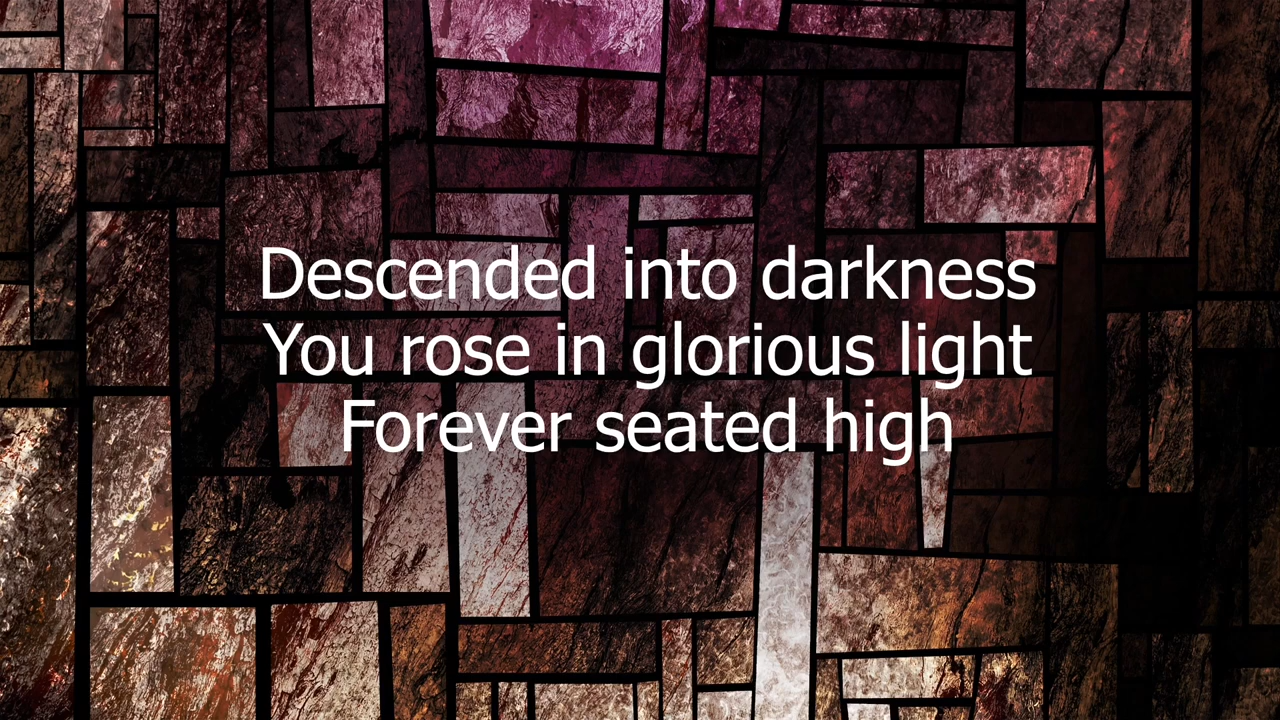 Descended into darkness
You rose in glorious light
Forever seated high